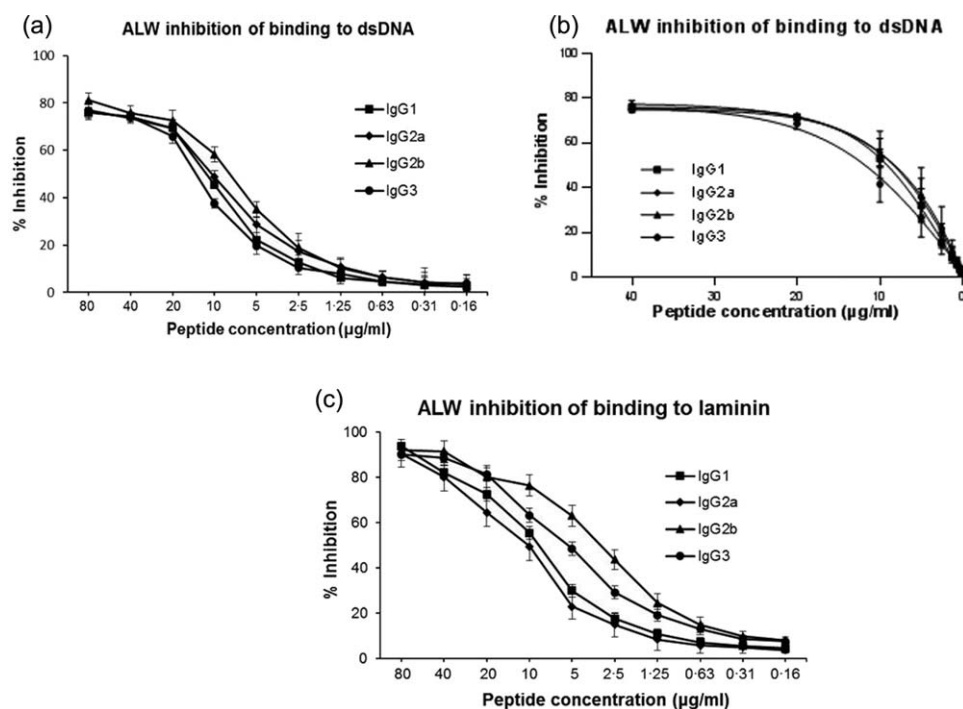 (a)
ALW inhibition of binding to dsDNA
% Inhibition
100
80
60
40
20
0
IgG1
IgG2a
IgG2b
IgG3
80 40 20 10 5 2·5 1·25 0·63 0·31 0·16
Peptide concentration (µg/ml)
(b)
ALW inhibition of binding to dsDNA
% Inhibition
100
80
60
40
20
0
IgG1
IgG2a
IgG2b
IgG3
40 30 20 10 0
Peptide concentration (µg/ml)
(c)
ALW inhibition of binding to laminin
% Inhibition
100
80
60
40
20
0
IgG1
IgG2a
IgG2b
IgG3
80 40 20 10 5 2·5 1·25 0·63 0·31 0·16
Peptide concentration (µg/ml)